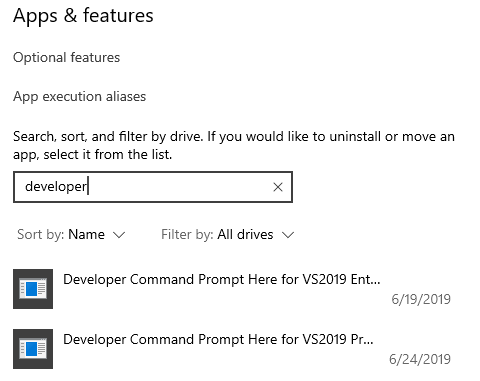 Apps & features
Optional features
App execution aliases
Search, sort, and filter by drive. If you would like to uninstall or move an
app, select it from the list.
developer
Sort by: Name
Filter by: All drives
Developer Command Prompt Here for VS2019 Ent...
6/19/2019
Developer Command Prompt Here for VS2019 Pr...
6/24/2019